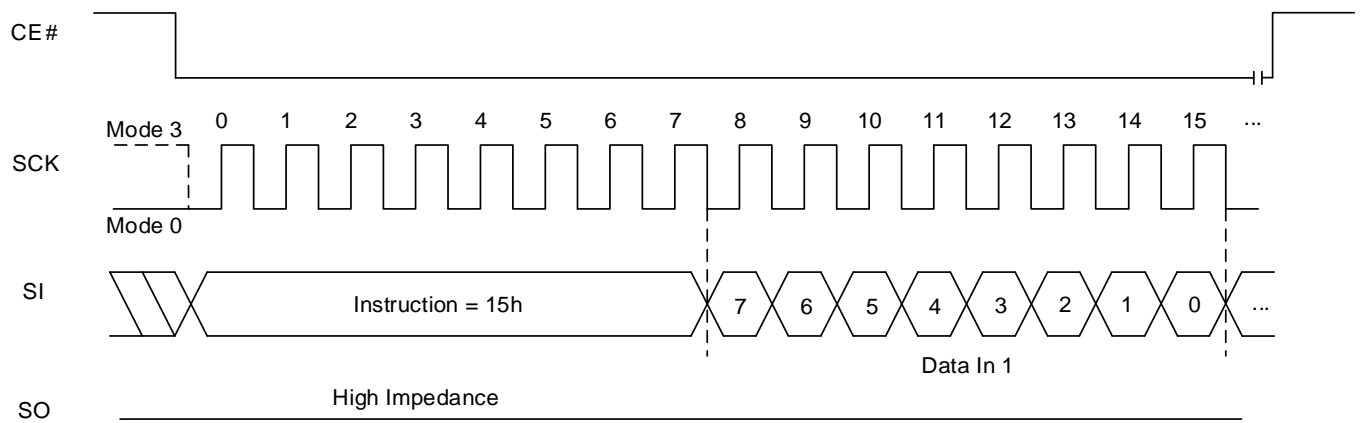 CE#
Mode 3 0 1 2 3 4 5 6 7 8 9 10 11 12 13 14 15 ...
SCK
Mode 0
SI Instruction = 15h 7 6 5 4 3 2 1 0 ...
Data In 1
High Impedance
SO